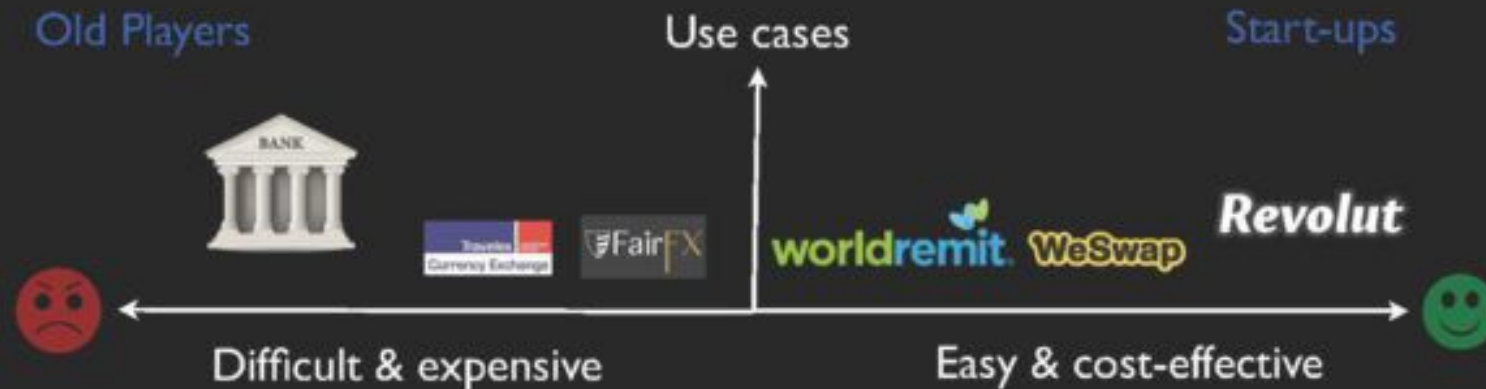 Old Players
Use cases
Start-ups
BANK
Travelex
Currency Exchange
FairFX
worldremit.
WeSwap
Revolut
Difficult & expensive
Easy & cost-effective